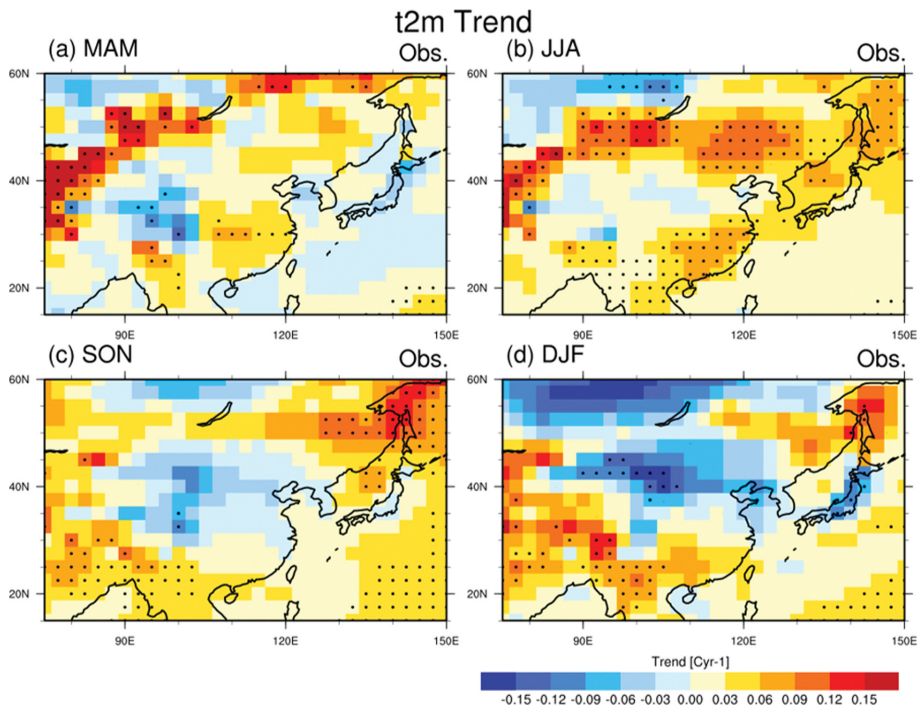 t2m Trend
(a) MAM
Obs.
(b) JJA
Obs.
60N
40N
20N
90E
120E
150E
60N
40N
20N
90E
120E
150E
(c) SON
Obs.
(d) DJF
Obs.
60N
40N
20N
90E
120E
150E
60N
40N
20N
90E
120E
150E
Trend [Cyr-1]
-0.15 -0.12 -0.09 -0.06 -0.03 0.00 0.03 0.06 0.09 0.12 0.15